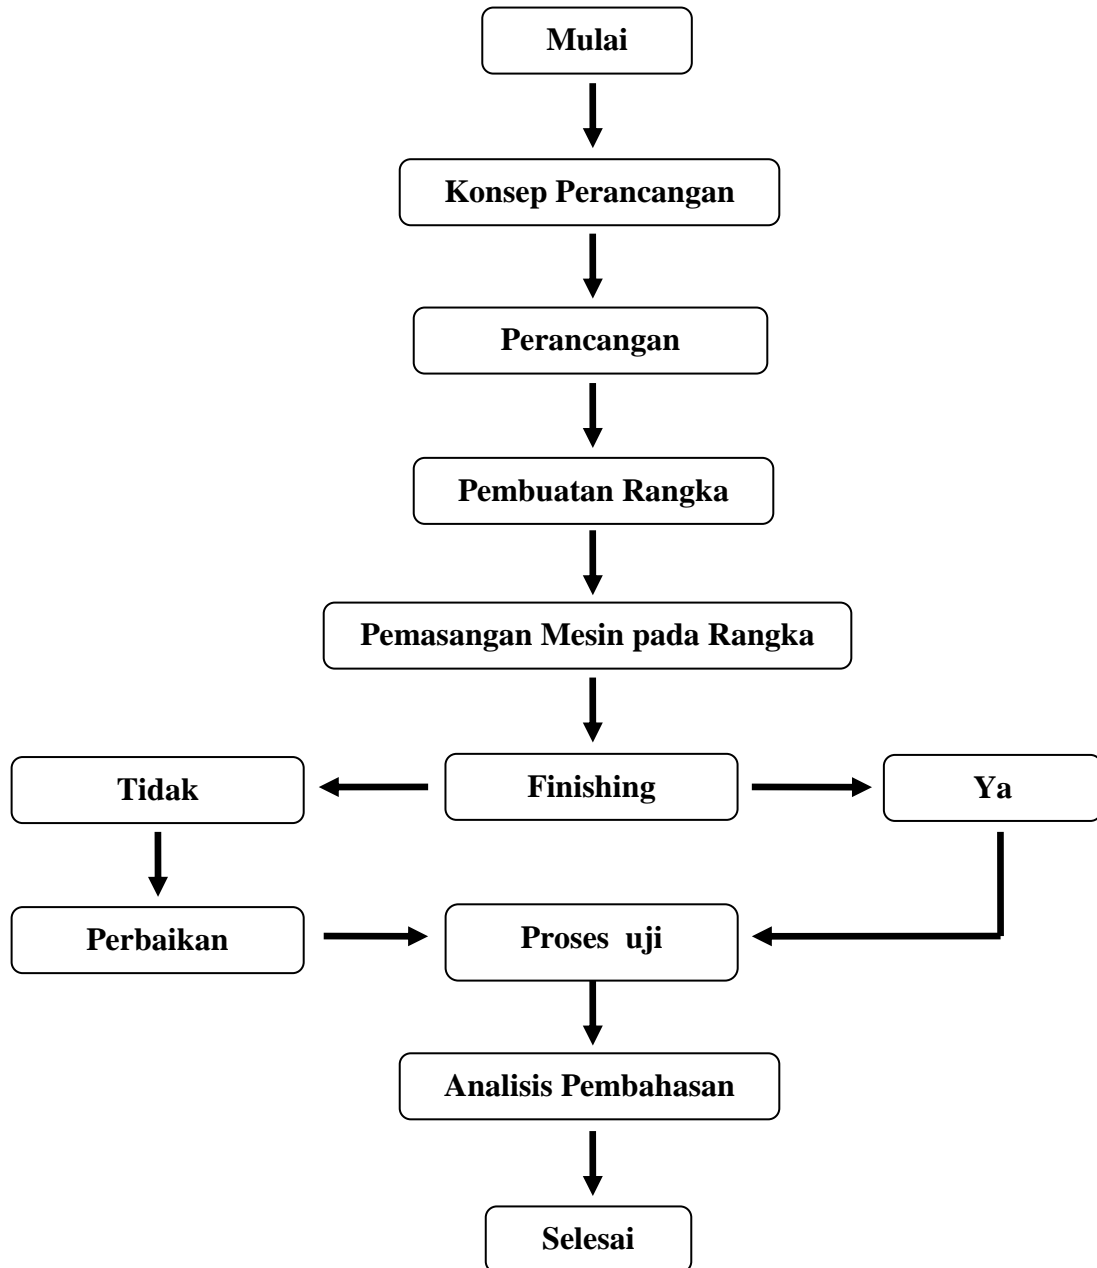 Mulai
Konsep Perancangan
Perancangan
Pembuatan Rangka
Pemasangan Mesin pada Rangka
Tidak
Finishing
Ya
Perbaikan
Proses uji
Analisis Pembahasan
Selesai